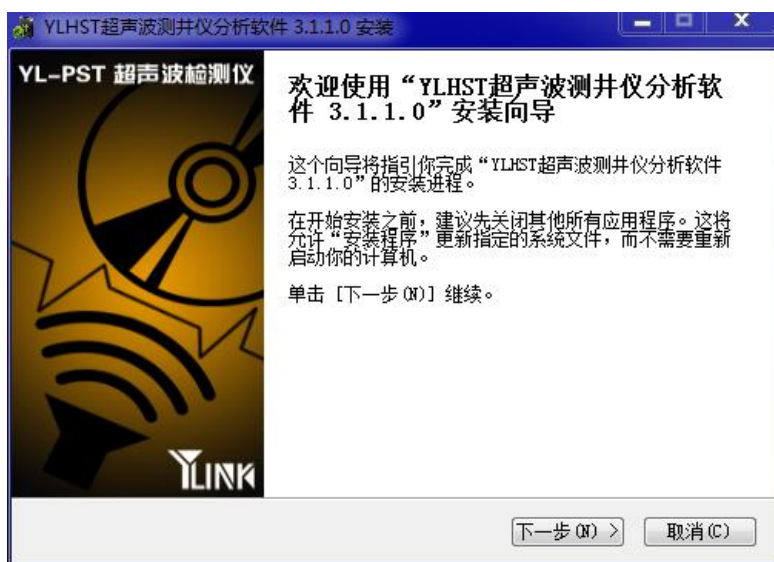 YLHST超声波测井仪分析软件 3.1.1.0 安装
YL-PST 超声波检测仪
欢迎使用“YLHST超声波测井仪分析软
件 3.1.1.0”安装向导
这个向导将指引你完成“YLHST超声波测井仪分析软件
3.1.1.0”的安装进程。
在开始安装之前，建议先关闭其他所有应用程序。这将
允许“安装程序”更新指定的系统文件，而不需要重新
启动你的计算机。
单击 [下一步(N)] 继续。
YLINK
下一步(N) >
取消(C)